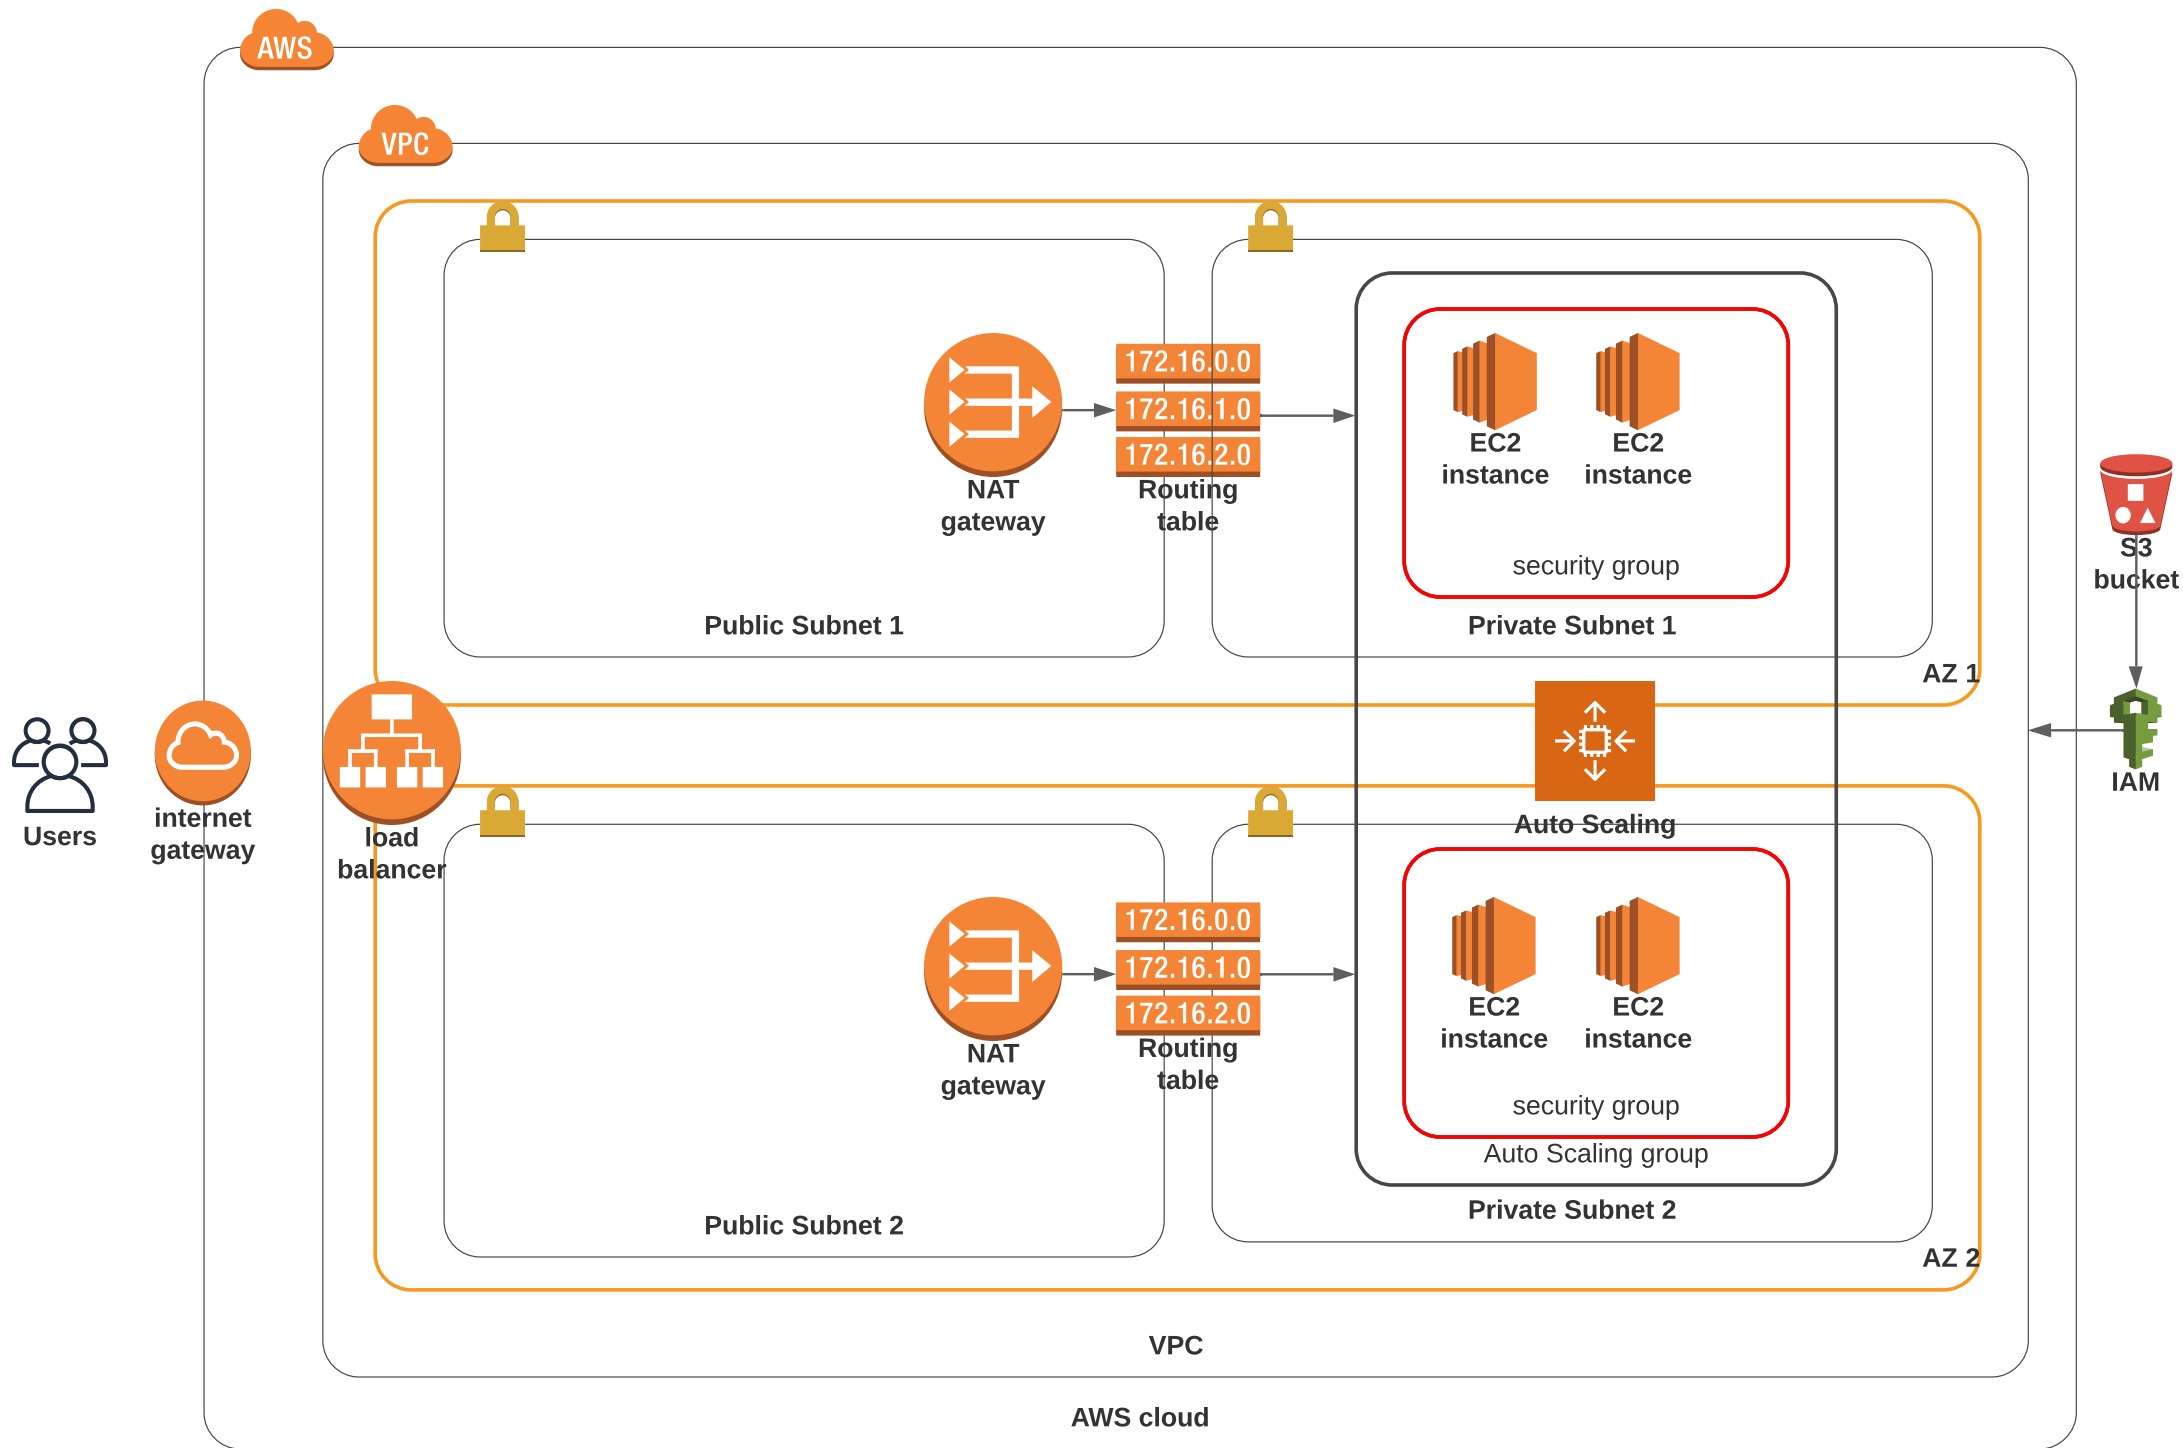 AWS
VPC
172.16.0.0
172.16.1.0
172.16.2.0
NAT
gateway
Routing
table
EC2
instance
EC2
instance
security group
Public Subnet 1
Private Subnet 1
AZ 1
S3
bucket
IAM
Users
internet
gateway
load
balancer
Auto Scaling
172.16.0.0
172.16.1.0
172.16.2.0
NAT
gateway
Routing
table
EC2
instance
EC2
instance
security group
Auto Scaling group
Public Subnet 2
Private Subnet 2
AZ 2
VPC
AWS cloud